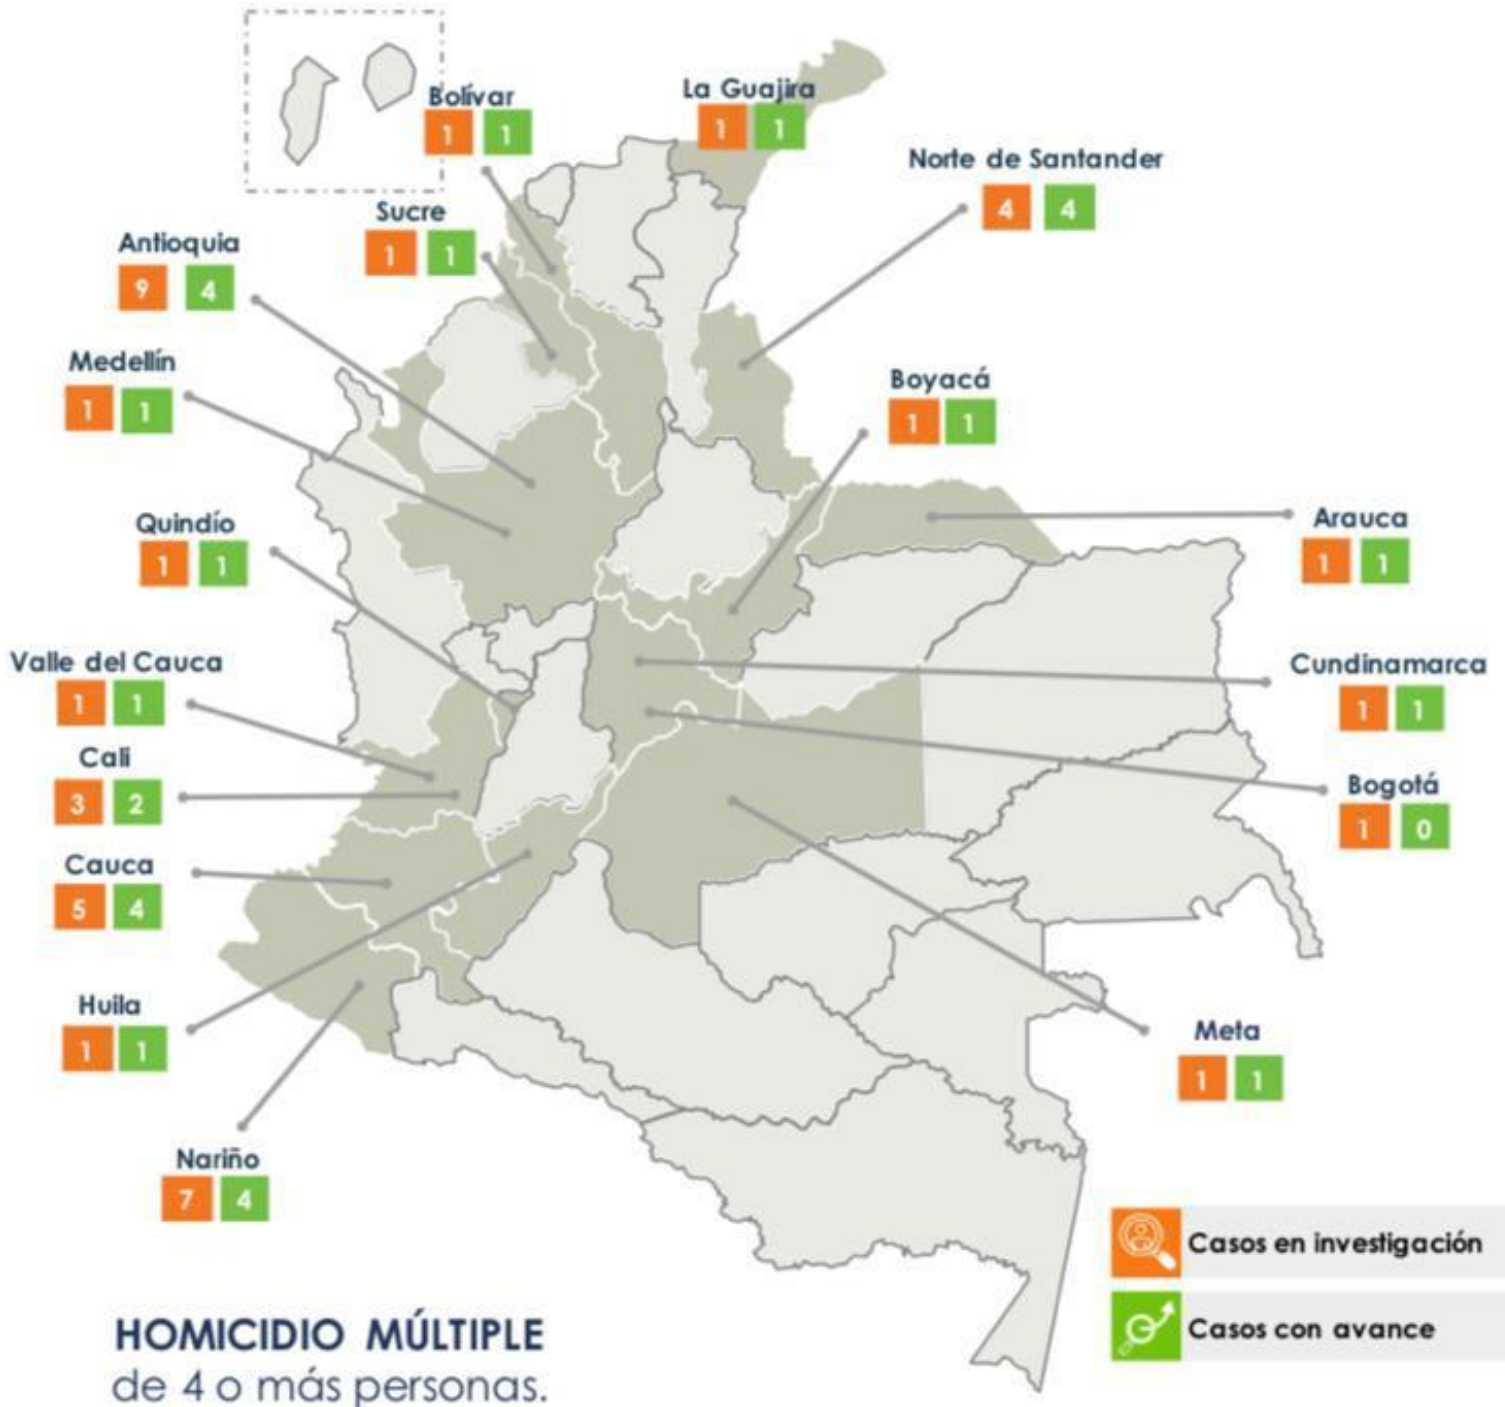 Bolívar
1 1
La Guajira
1 1
Norte de Santander
4 4
Sucre
1 1
Antioquia
9 4
Medellín
1 1
Boyacá
1 1
Quindío
1 1
Arauca
1 1
Valle del Cauca
1 1
Cundinamarca
1 1
Cali
3 2
Bogotá
1 0
Cauca
5 4
Huila
1 1
Meta
1 1
Nariño
7 4
Casos en investigación
Casos con avance
HOMICIDIO MÚLTIPLE
de 4 o más personas.